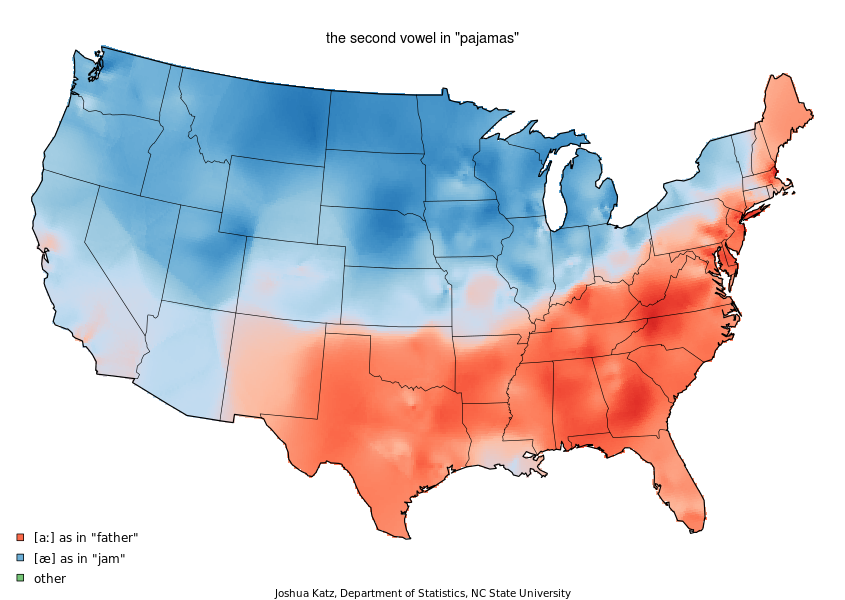 the second vowel in "pajamas"
[a:] as in "father"
[æ] as in "jam"
other
Joshua Katz, Department of Statistics, NC State University